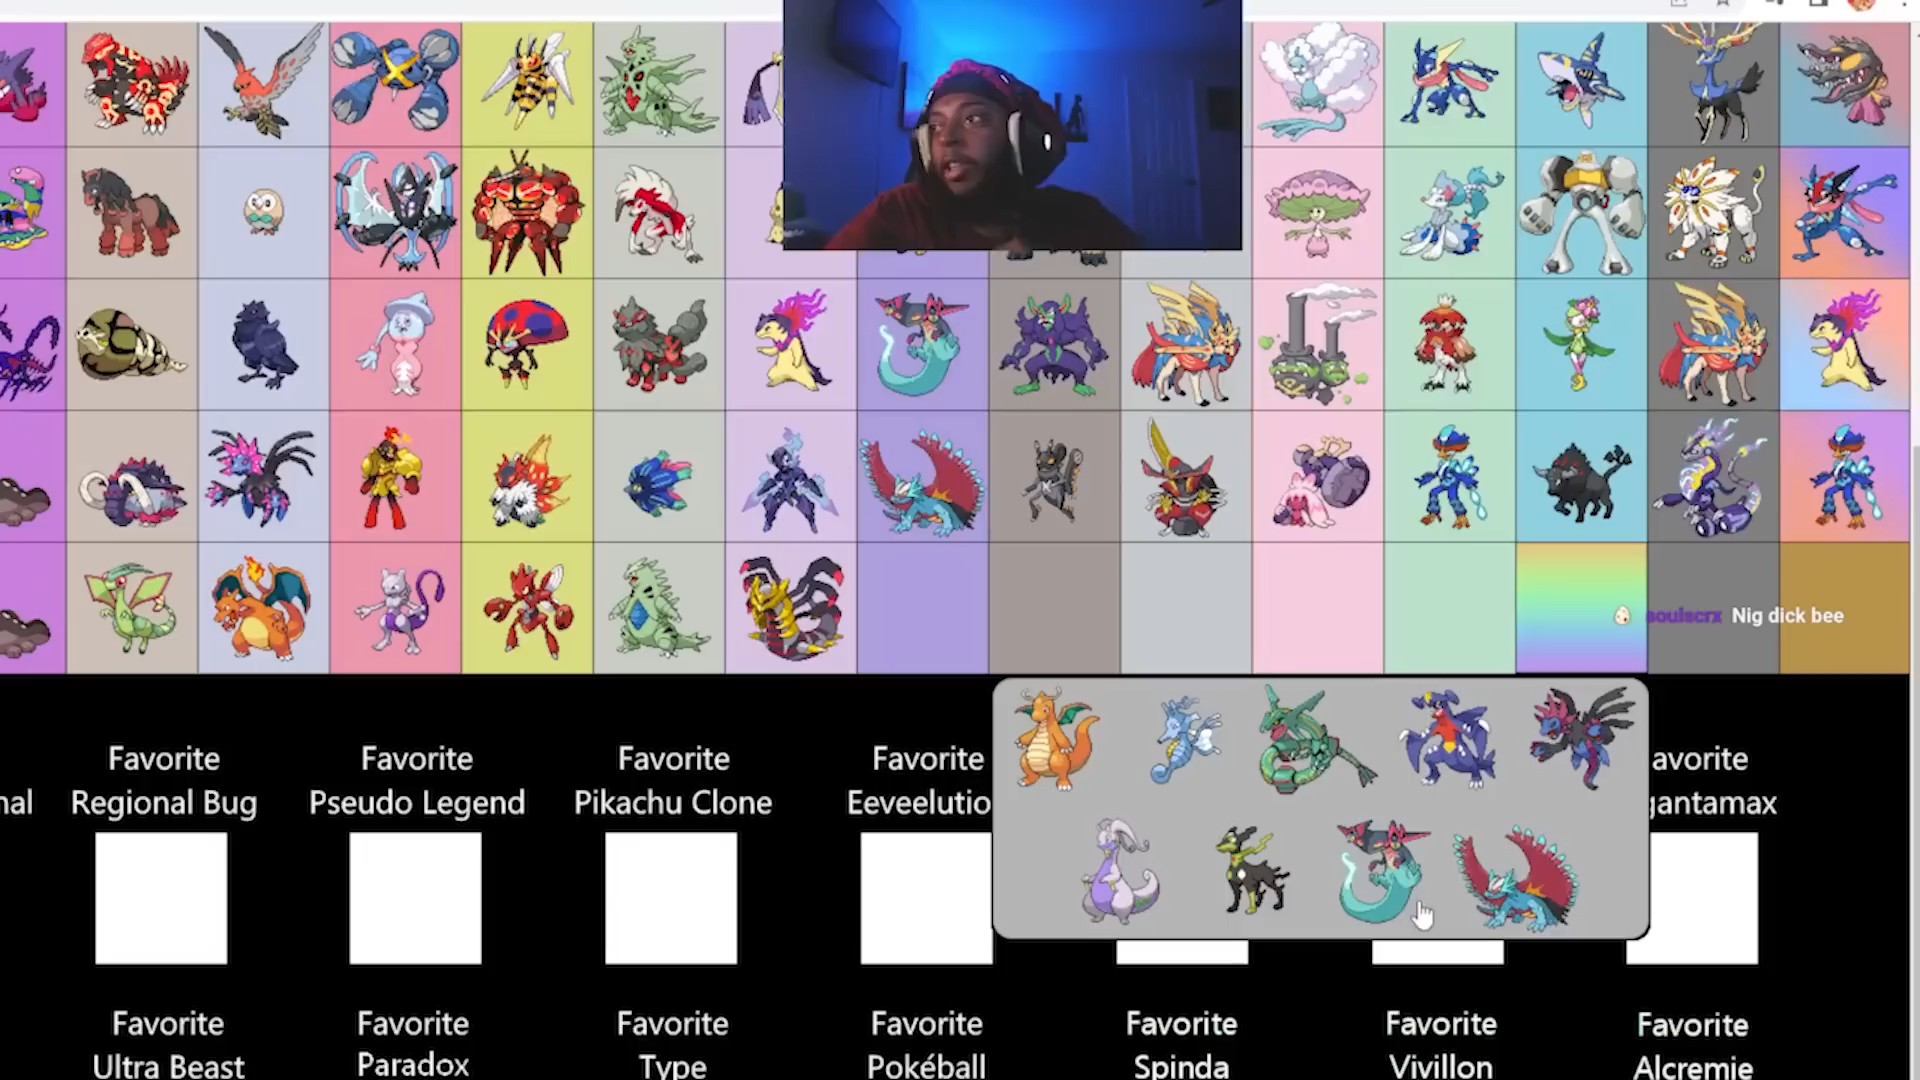 soulscrx Nig dick bee
Favorite Favorite Favorite Favorite avorite
nal Regional Bug Pseudo Legend Pikachu Clone Eeveelutio gantamax
Favorite Favorite Favorite Favorite Favorite Favorite Favorite
Ultra Beast Paradox Type Pokéball Spinda Vivillon Alcremie